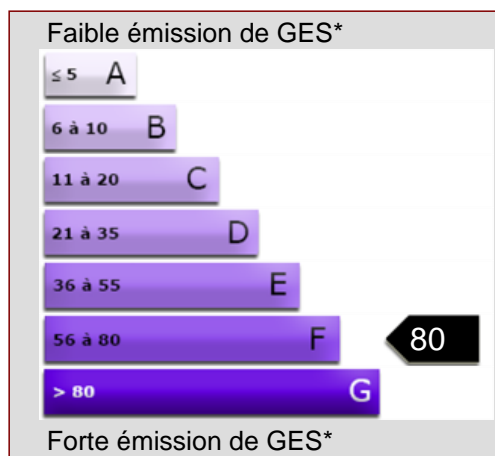 Faible émission de GES*
≤ 5 A
6 à 10 B
11 à 20 C
21 à 35 D
36 à 55 E
56 à 80 F 80
> 80 G
Forte émission de GES*